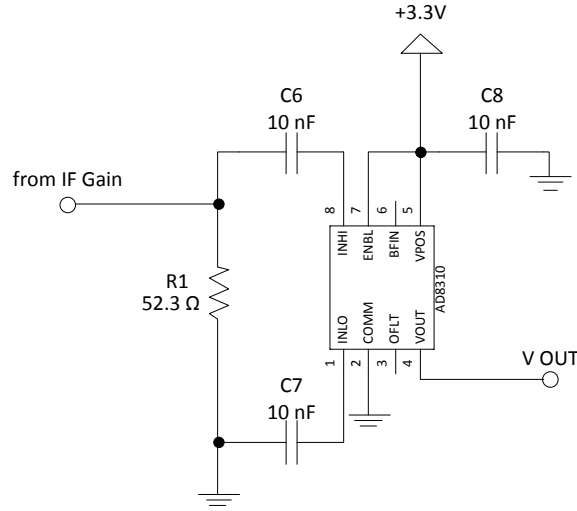 +3.3V
C6
10 nF
C8
10 nF
from IF Gain
8
7
6
5
INHI
ENBL
BFIN
VPOS
AD8310
R1
52.3 Ω
INLO
COMM
OFLT
VOUT
1
2
3
4
V OUT
C7
10 nF